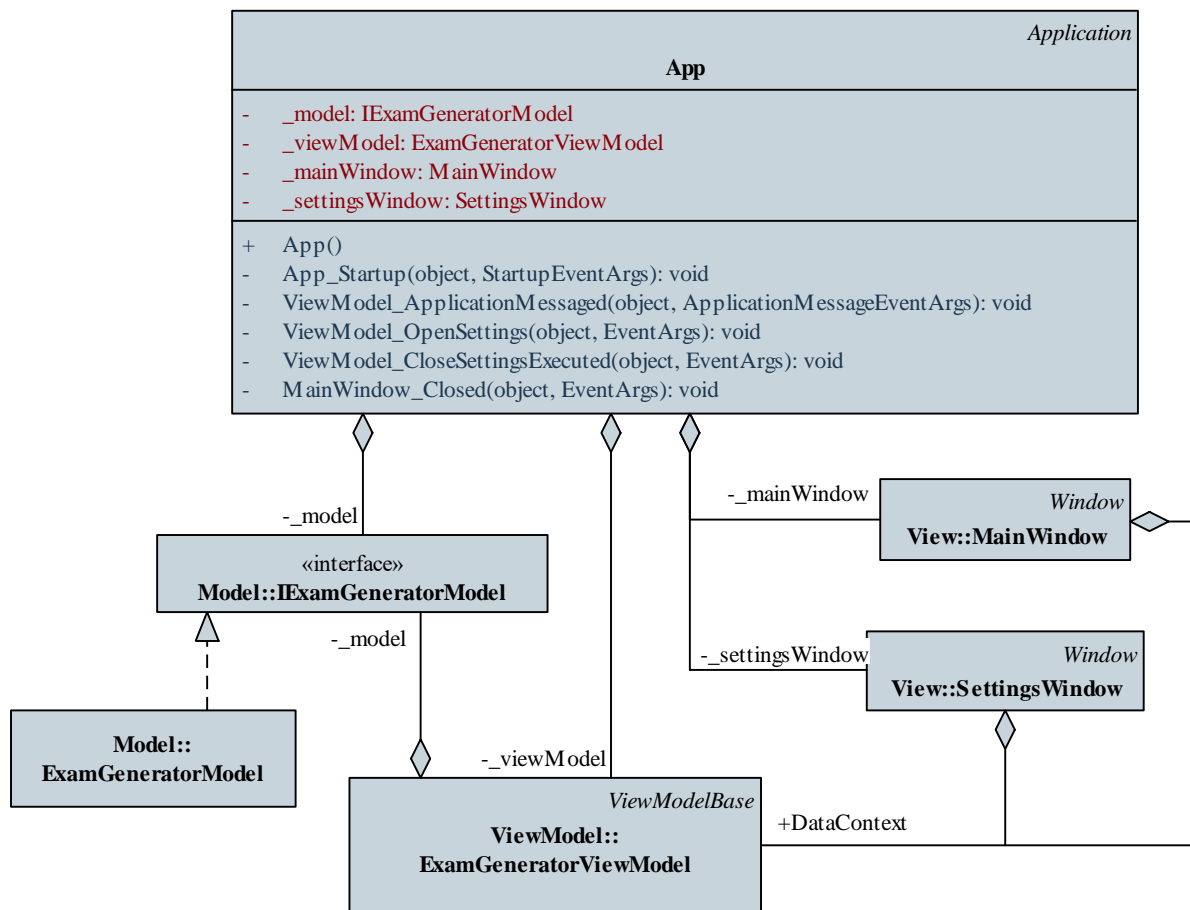 Application
App
- _model: IExamGeneratorModel
- _viewModel: ExamGeneratorViewModel
- _mainWindow: MainWindow
- _settingsWindow: SettingsWindow
+ App()
- App_Startup(object, StartupEventArgs): void
- ViewModel_ApplicationMessaged(object, ApplicationMessageEventArgs): void
- ViewModel_OpenSettings(object, EventArgs): void
- ViewModel_CloseSettingsExecuted(object, EventArgs): void
- MainWindow_Closed(object, EventArgs): void
-_mainWindow
Window
View::MainWindow
-_model
«interface»
Model::IExamGeneratorModel
-_model
-_settingsWindow
Window
View::SettingsWindow
Model::
ExamGeneratorModel
-_viewModel
ViewModelBase
ViewModel::
ExamGeneratorViewModel
+DataContext